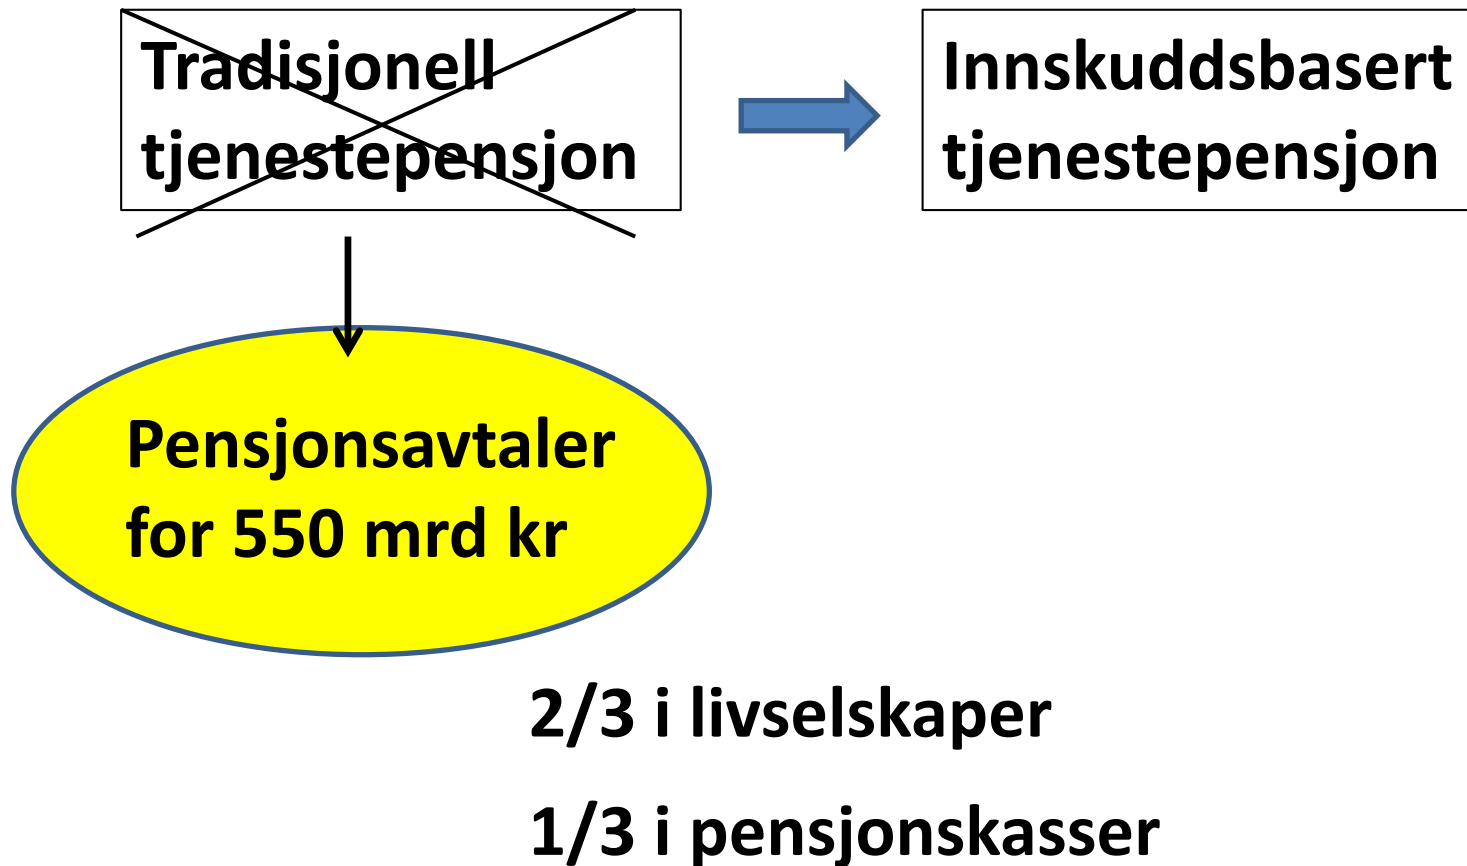 Tradisjonell
tjenestepensjon
Innskuddsbasert
tjenestepensjon
Pensjonsavtaler
for 550 mrd kr
2/3 i livselskaper
1/3 i pensjonskasser